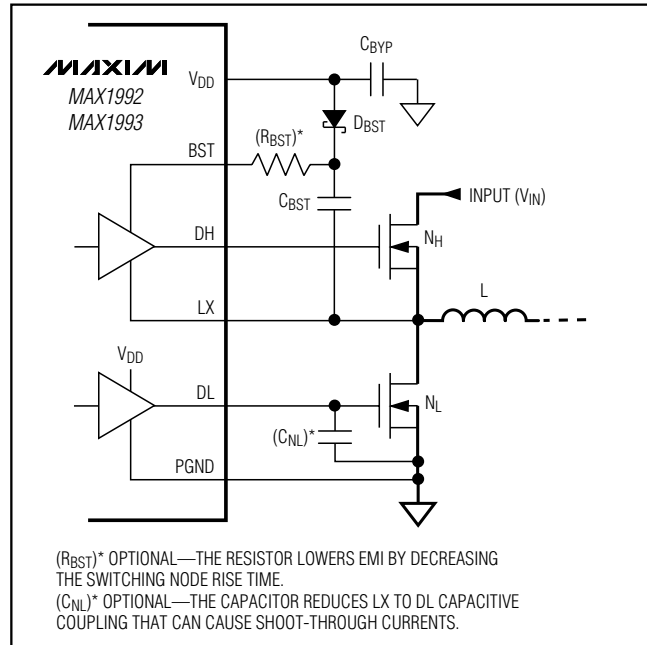 MAXIM
MAX1992
MAX1993
CBYP
VDD
DBST
(RBST)*
BST
CBST
INPUT (VIN)
DH
NH
L
LX
VDD
DL
NL
(CNL)*
PGND
(RBST)* OPTIONAL—THE RESISTOR LOWERS EMI BY DECREASING
THE SWITCHING NODE RISE TIME.
(CNL)* OPTIONAL—THE CAPACITOR REDUCES LX TO DL CAPACITIVE
COUPLING THAT CAN CAUSE SHOOT-THROUGH CURRENTS.